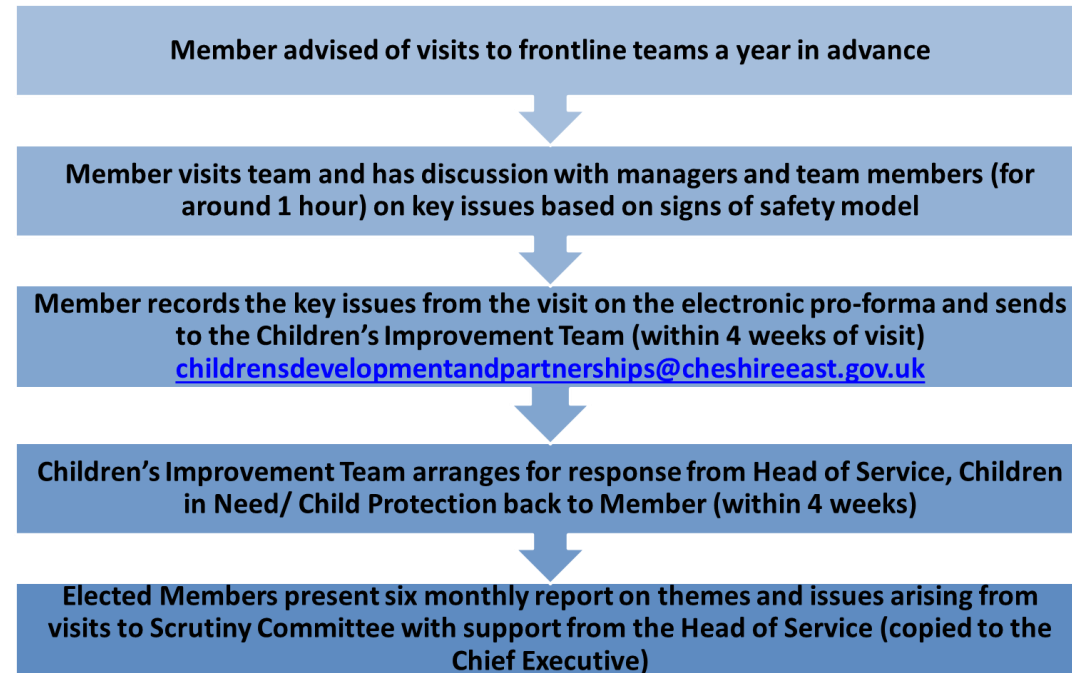 Member advised of visits to frontline teams a year in advance
Member visits team and has discussion with managers and team members (for
around 1 hour) on key issues based on signs of safety model
Member records the key issues from the visit on the electronic pro-forma and sends
to the Children’s Improvement Team (within 4 weeks of visit)
childrensdevelopmentandpartnerships@cheshireeast.gov.uk
Children’s Improvement Team arranges for response from Head of Service, Children
in Need/ Child Protection back to Member (within 4 weeks)
Elected Members present six monthly report on themes and issues arising from
visits to Scrutiny Committee with support from the Head of Service (copied to the
Chief Executive)